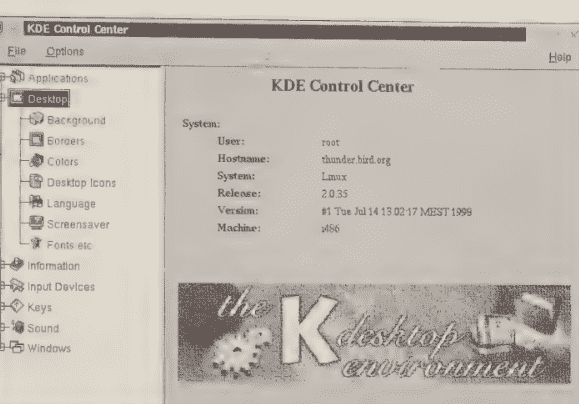 KDE Control Center
File Options Help
Applications
Desktop
Background
Borders
Colors
Desktop Icons
Language
Screensaver
Fonts etc.
Information
Input Devices
Keys
Sound
Windows
KDE Control Center
System:
User: root
Hostname: thunder.bird.org
System: Linux
Release: 2.0.35
Version: #1 Tue Jul 14 13:02:17 MEST 1998
Machine: i486
the
K desktop
environment